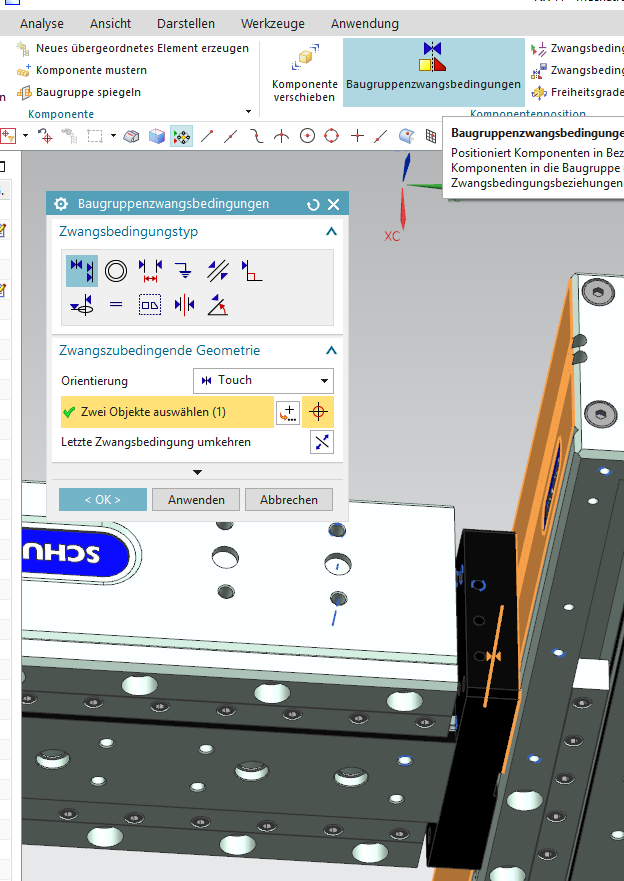 Analyse Ansicht Darstellen Werkzeuge Anwendung
Neues übergeordnetes Element erzeugen
Komponente mustern
Baugruppe spiegeln
Komponente
Komponente verschieben
Baugruppenzwangsbedingungen
Zwangsbeding
Zwangsbeding
Freiheitsgrade
Komponentenposition
Baugruppenzwangsbedingunge
Positioniert Komponenten in Bez
Komponenten in die Baugruppe
Zwangsbedingungsbeziehungen
XC
Baugruppenzwangsbedingungen
Zwangsbedingungstyp
Zwangszubedingende Geometrie
Orientierung Touch
Zwei Objekte auswählen (1)
Letzte Zwangsbedingung umkehren
< OK > Anwenden Abbrechen
SCHU